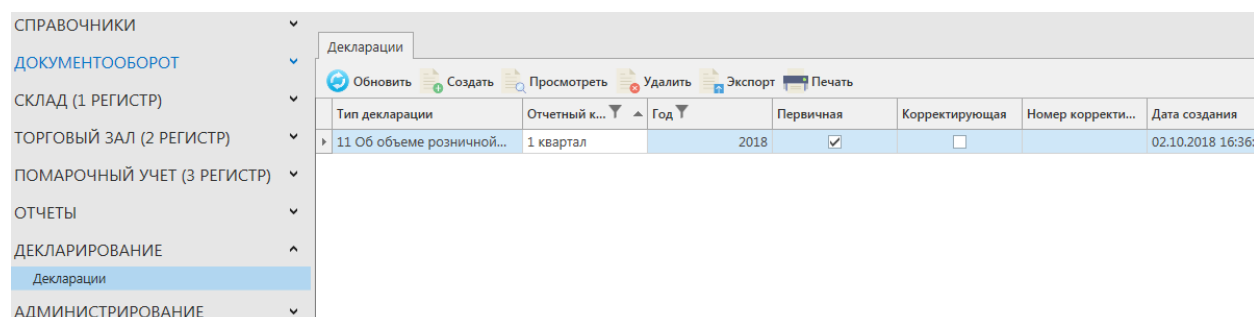 СПРАВОЧНИКИ
ДОКУМЕНТООБОРОТ
СКЛАД (1 РЕГИСТР)
ТОРГОВЫЙ ЗАЛ (2 РЕГИСТР)
ПОМАРОЧНЫЙ УЧЕТ (3 РЕГИСТР)
ОТЧЕТЫ
ДЕКЛАРИРОВАНИЕ
Декларации
АДМИНИСТРИРОВАНИЕ
Декларации
Обновить Создать Просмотреть Удалить Экспорт Печать
Тип декларации Отчетный к... Год Первичная Корректирующая Номер корректи... Дата создания
11 Об объеме розничной... 1 квартал 2018 02.10.2018 16:36: